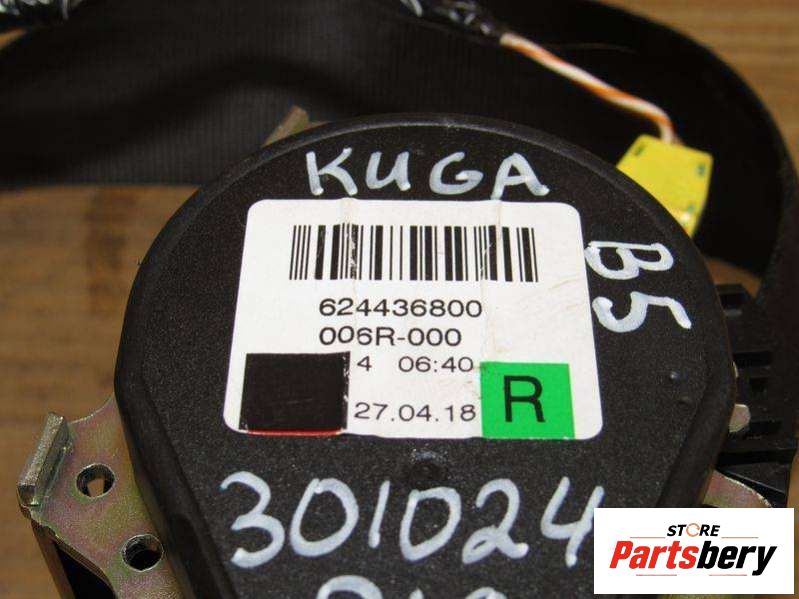 KUGA
B5
624436800
006R-000
4 06:40
27.04.18
R
301024
STORE
Partsbery